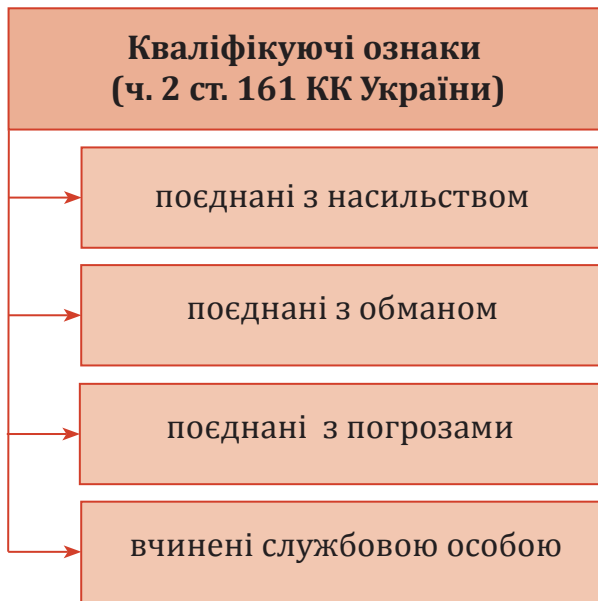 Кваліфікуючі ознаки
(ч. 2 ст. 161 КК України)
поєднані з насильством
поєднані з обманом
поєднані з погрозами
вчинені службовою особою